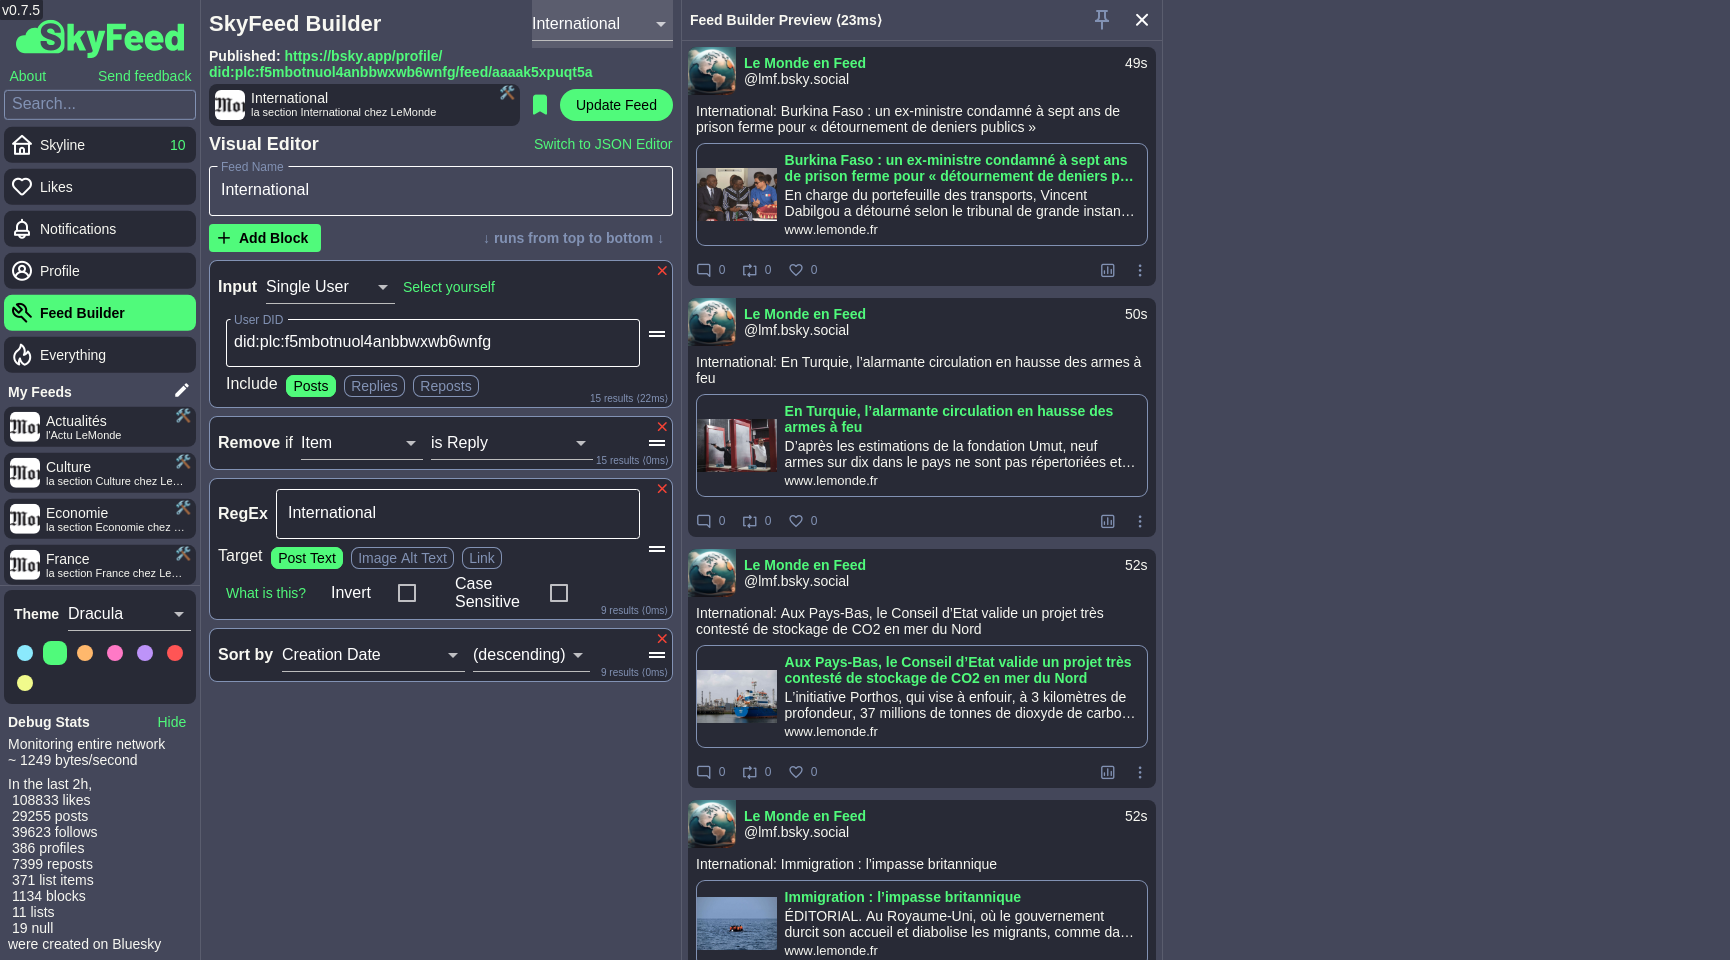 v0.7.5
SkyFeed
About
Send feedback
Search...
Skyline
10
Likes
Notifications
Profile
Feed Builder
Everything
My Feeds
Actualités
l'Actu LeMonde
Culture
la section Culture chez Le…
Economie
la section Economie chez …
France
la section France chez Le…
Theme
Dracula
Debug Stats
Hide
Monitoring entire network
~ 1249 bytes/second
In the last 2h,
108833 likes
29255 posts
39623 follows
386 profiles
7399 reposts
371 list items
1134 blocks
11 lists
19 null
were created on Bluesky
SkyFeed Builder
International
Published: https://bsky.app/profile/
did:plc:f5mbotnuol4anbbwxwb6wnfg/feed/aaaak5xpuqt5a
International
la section International chez LeMonde
Update Feed
Visual Editor
Switch to JSON Editor
Feed Name
International
Add Block
↓ runs from top to bottom ↓
Input Single User
Select yourself
User DID
did:plc:f5mbotnuol4anbbwxwb6wnfg
Include Posts Replies Reposts
15 results (22ms)
Remove if Item is Reply
15 results (0ms)
RegEx International
Target Post Text Image Alt Text Link
What is this? Invert
Case
Sensitive
9 results (0ms)
Sort by Creation Date (descending)
9 results (0ms)
Feed Builder Preview (23ms)
Le Monde en Feed
49s
@lmf.bsky.social
International: Burkina Faso : un ex-ministre condamné à sept ans de
prison ferme pour « détournement de deniers publics »
Burkina Faso : un ex-ministre condamné à sept ans
de prison ferme pour « détournement de deniers p…
En charge du portefeuille des transports, Vincent
Dabilgou a détourné selon le tribunal de grande instan…
www.lemonde.fr
0 0 0
Le Monde en Feed
50s
@lmf.bsky.social
International: En Turquie, l’alarmante circulation en hausse des armes à
feu
En Turquie, l’alarmante circulation en hausse des
armes à feu
D’après les estimations de la fondation Umut, neuf
armes sur dix dans le pays ne sont pas répertoriées et…
www.lemonde.fr
0 0 0
Le Monde en Feed
52s
@lmf.bsky.social
International: Aux Pays-Bas, le Conseil d’Etat valide un projet très
contesté de stockage de CO2 en mer du Nord
Aux Pays-Bas, le Conseil d’Etat valide un projet très
contesté de stockage de CO2 en mer du Nord
L’initiative Porthos, qui vise à enfouir, à 3 kilomètres de
profondeur, 37 millions de tonnes de dioxyde de carbo…
www.lemonde.fr
0 0 0
Le Monde en Feed
52s
@lmf.bsky.social
International: Immigration : l’impasse britannique
Immigration : l’impasse britannique
ÉDITORIAL. Au Royaume-Uni, où le gouvernement
durcit son accueil et diabolise les migrants, comme da…
www.lemonde.fr